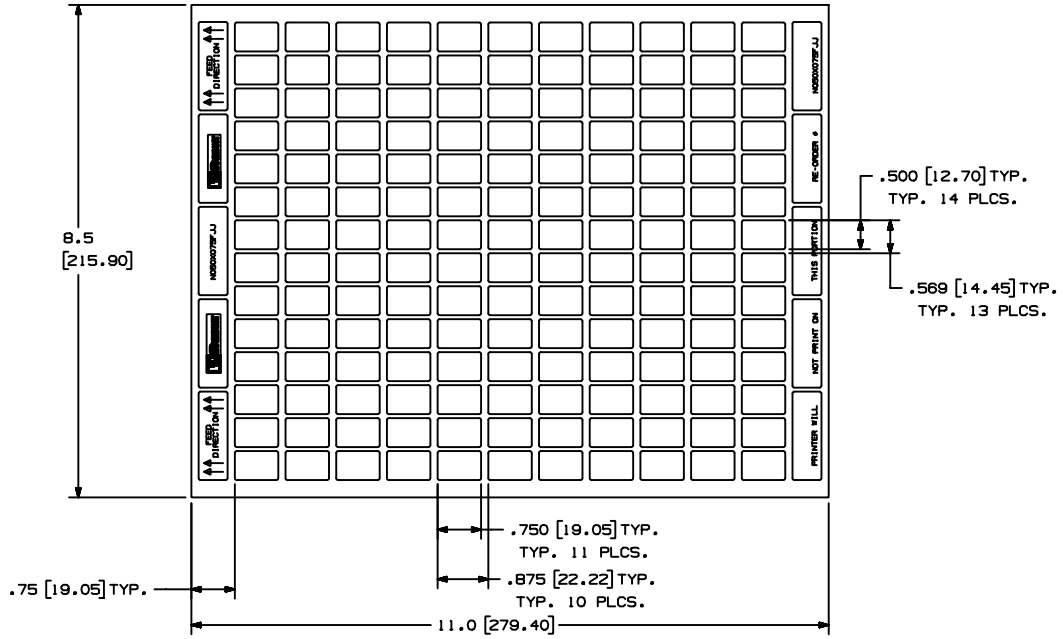 FEED
DIRECTION
N050X075FJJ
FEED
DIRECTION
N050X075FJJ
RE-ORDER #
THIS PORTION
NOT PRINT ON
PRINTER WILL
8.5
[215.90]
.500 [12.70] TYP.
TYP. 14 PLCS.
.569 [14.45] TYP.
TYP. 13 PLCS.
.750 [19.05] TYP.
TYP. 11 PLCS.
.875 [22.22] TYP.
TYP. 10 PLCS.
.75 [19.05] TYP.
11.0 [279.40]